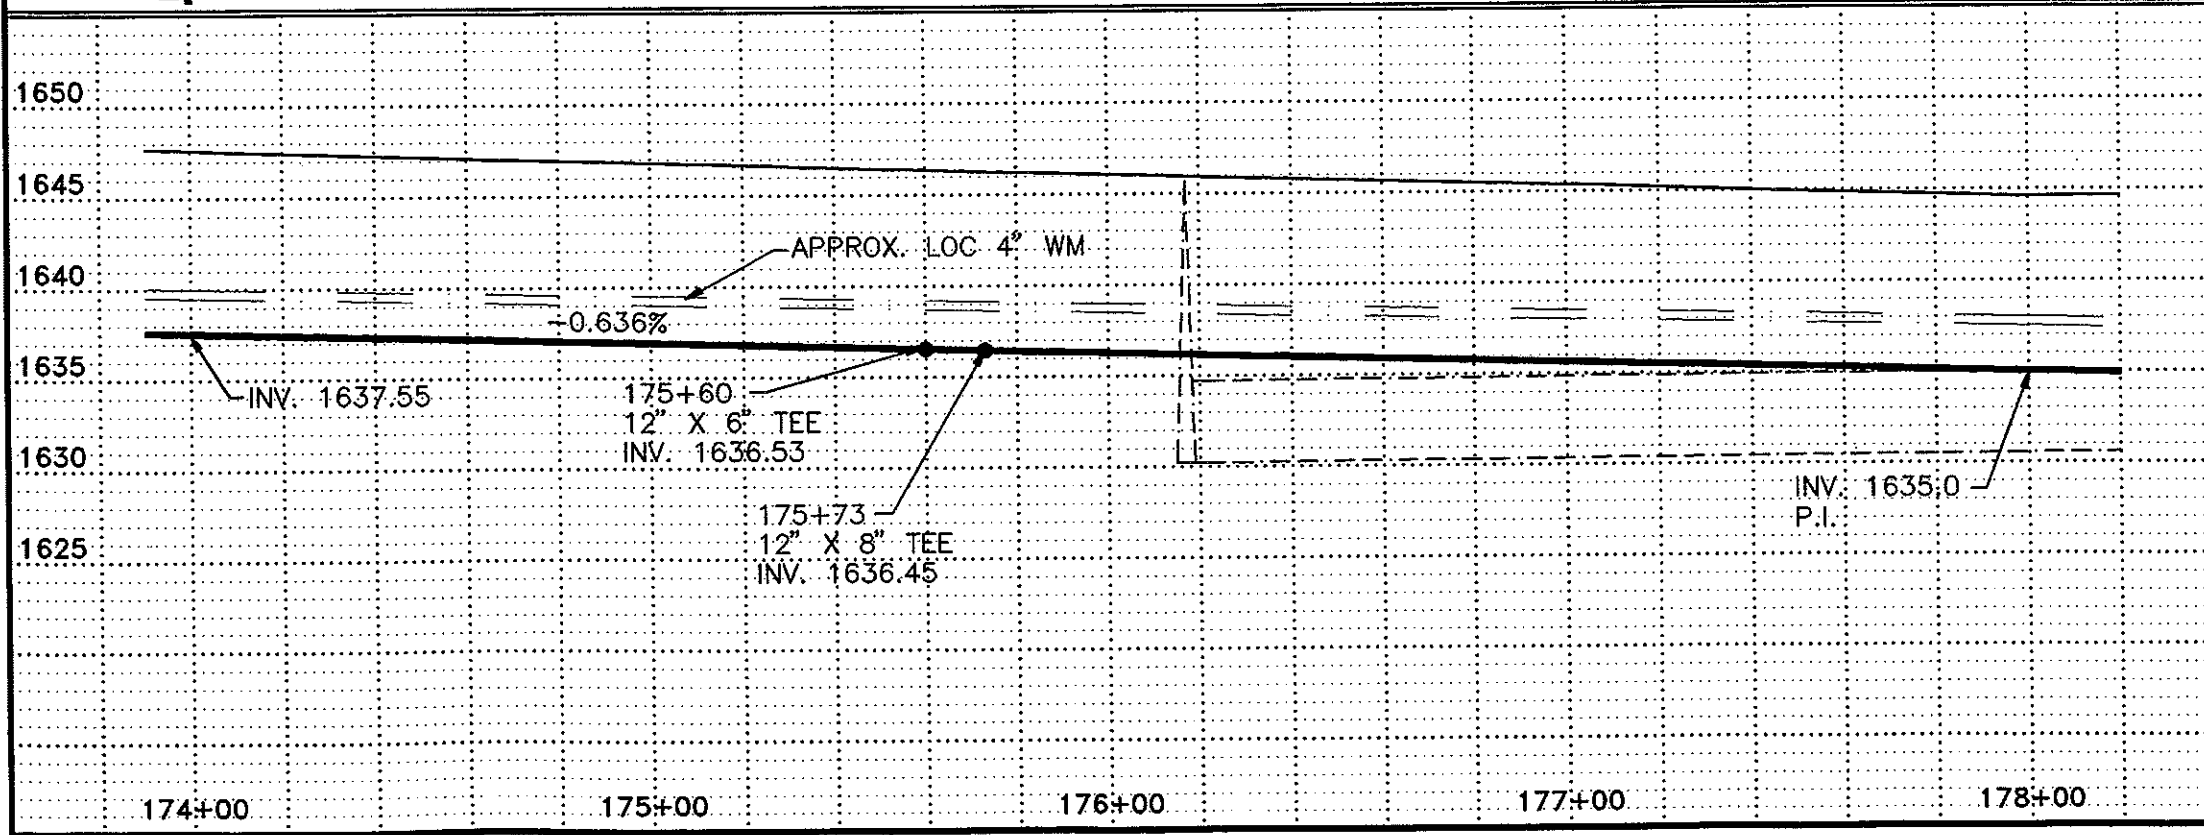 1650
1645
1640
1635
1630
1625
APPROX. LOC 4" WM
-0.636%
INV. 1637.55
175+60
12" X 6" TEE
INV. 1636.53
175+73
12" X 8" TEE
INV. 1636.45
INV. 1635.0
P.I.
174+00
175+00
176+00
177+00
178+00